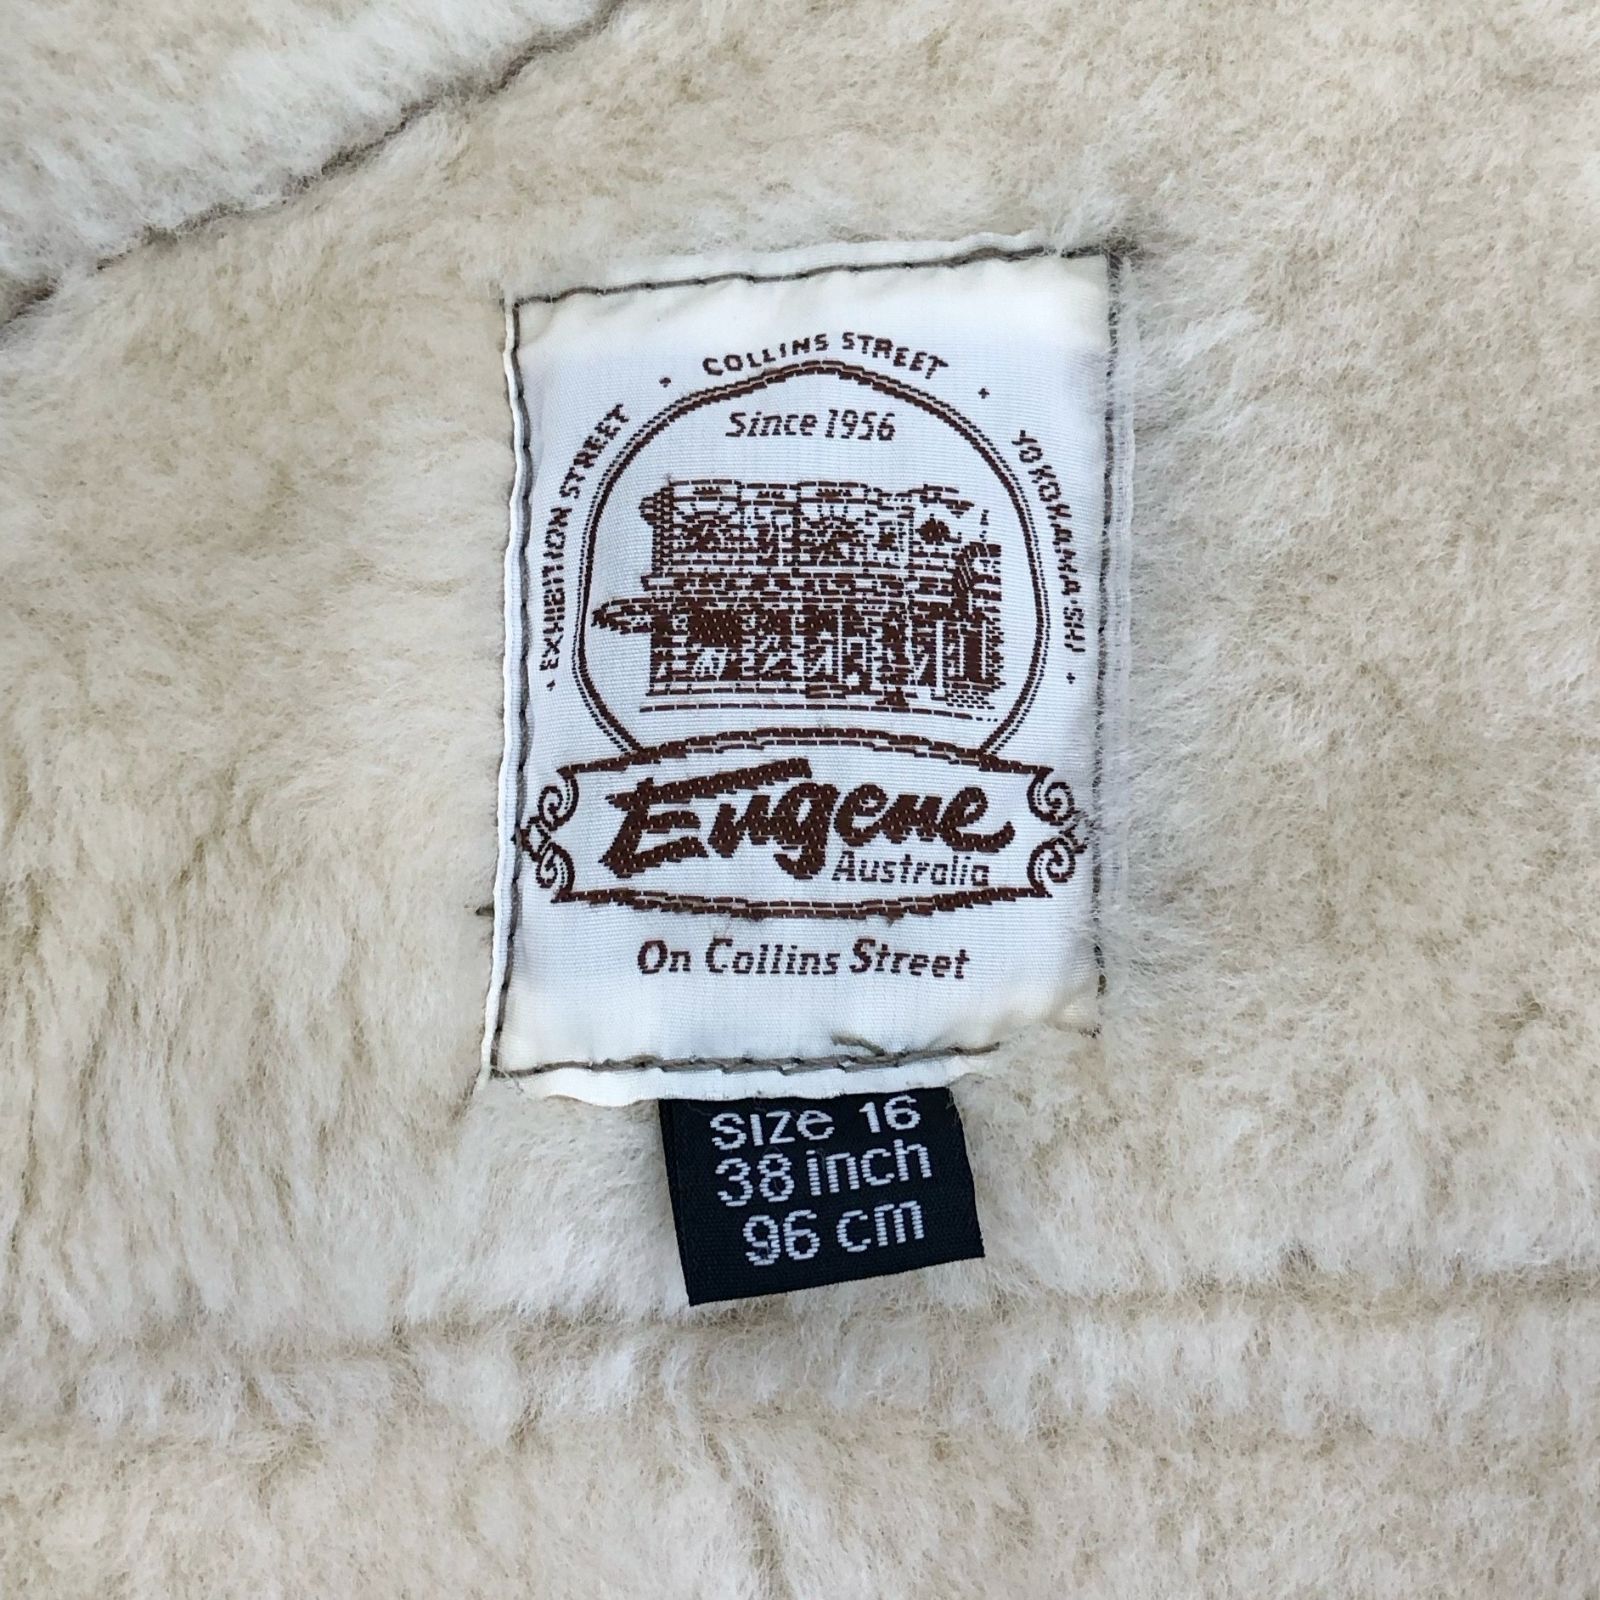 COLLINS STREET
EXHIBITION STREET
YOKOHAMA-SHI
Since 1956
Eugene
Australia
On Collins Street
Size 16
38 inch
96 cm